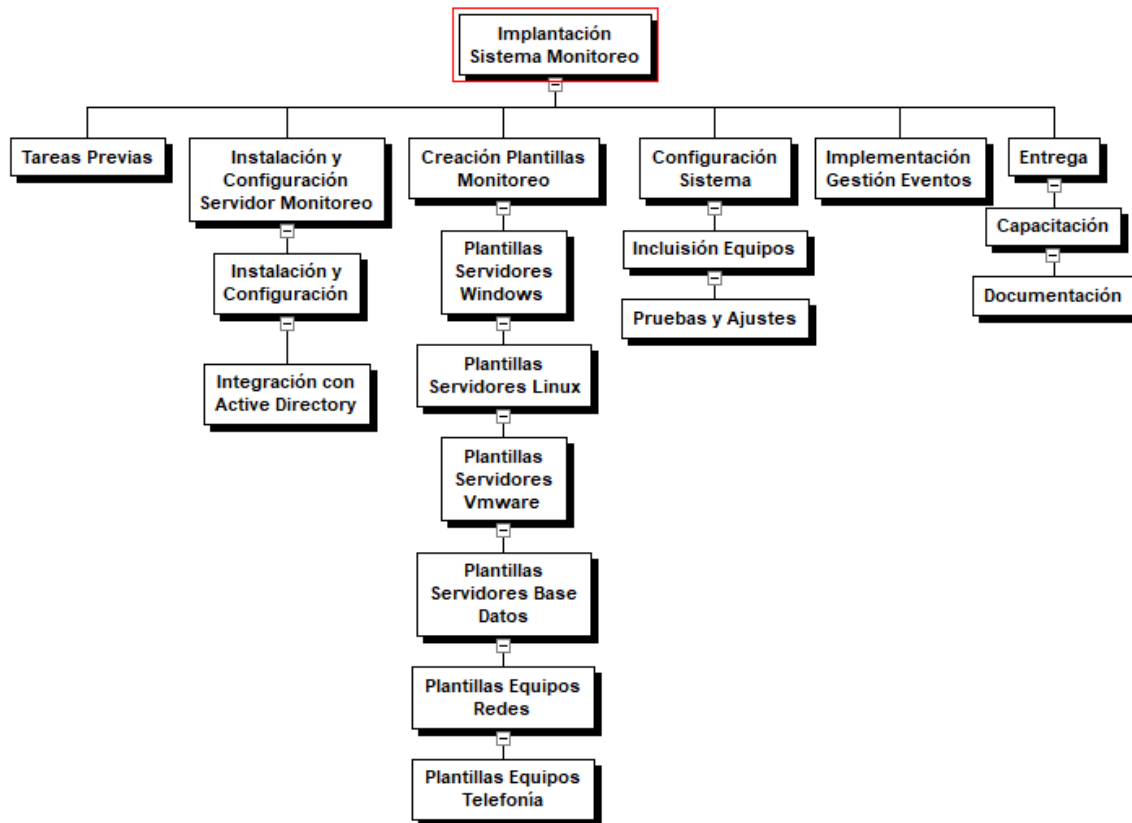 Implantación
Sistema Monitoreo
Tareas Previas
Instalación y
Configuración
Servidor Monitoreo
Instalación y
Configuración
Integración con
Active Directory
Creación Plantillas
Monitoreo
Plantillas
Servidores
Windows
Plantillas
Servidores Linux
Plantillas
Servidores
Vmware
Plantillas
Servidores Base
Datos
Plantillas Equipos
Redes
Plantillas Equipos
Telefonía
Configuración
Sistema
Incluisión Equipos
Pruebas y Ajustes
Implementación
Gestión Eventos
Entrega
Capacitación
Documentación